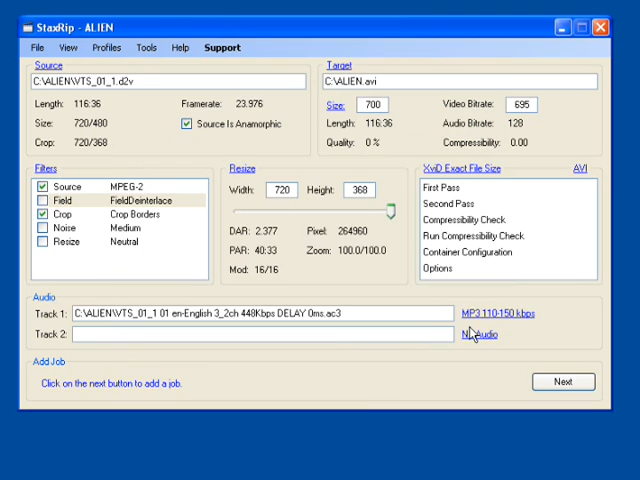 StaxRip - ALIEN
File View Profiles Tools Help Support
Source
C:\ALIEN\VTS_01_1.d2v
Length: 116:36 Framerate: 23.976
Size: 720/480 Source Is Anamorphic
Crop: 720/368
Target
C:\ALIEN.avi
Size: 700 Video Bitrate: 695
Length: 116:36 Audio Bitrate: 128
Quality: 0 % Compressibility: 0.00
Filters
Source MPEG-2
Field FieldDeinterlace
Crop Crop Borders
Noise Medium
Resize Neutral
Resize
Width: 720 Height: 368
DAR: 2.377 Pixel: 264960
PAR: 40:33 Zoom: 100.0/100.0
Mod: 16/16
XviD Exact File Size AVI
First Pass
Second Pass
Compressibility Check
Run Compressibility Check
Container Configuration
Options
Audio
Track 1: C:\ALIEN\VTS_01_1 01 en-English 3_2ch 448Kbps DELAY 0ms.ac3 MP3 110-150 kbps
Track 2: No Audio
Add Job
Click on the next button to add a job. Next